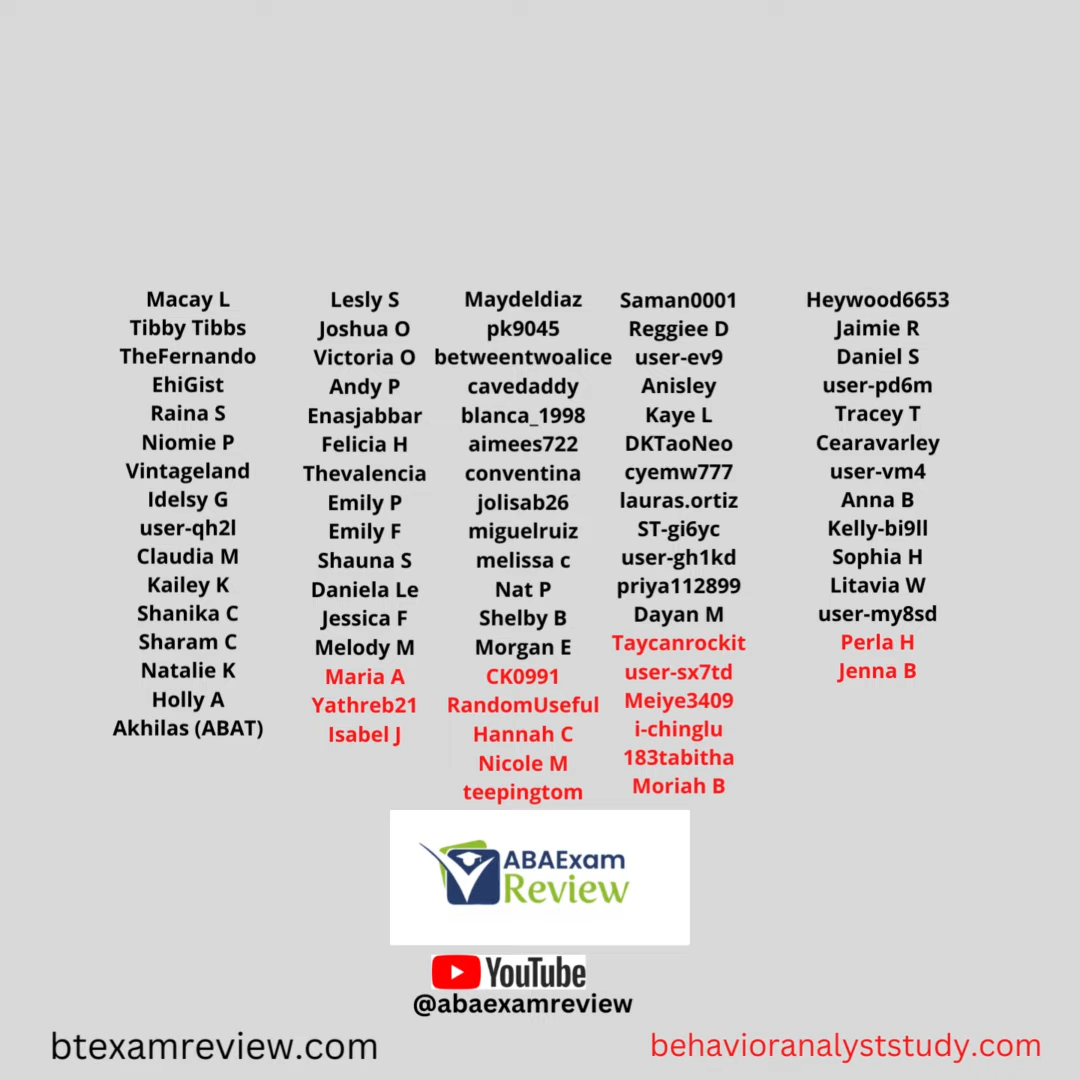 Macay L
Tibby Tibbs
TheFernando
EhiGist
Raina S
Niomie P
Vintageland
Idelsy G
user-qh2l
Claudia M
Kailey K
Shanika C
Sharam C
Natalie K
Holly A
Akhilas (ABAT)
Lesly S
Joshua O
Victoria O
Andy P
Enasjabbar
Felicia H
Thevalencia
Emily P
Emily F
Shauna S
Daniela Le
Jessica F
Melody M
Maria A
Yathreb21
Isabel J
Maydeldiaz
pk9045
betweentwoalice
cavedaddy
blanca_1998
aimees722
conventina
jolisab26
miguelruiz
melissa c
Nat P
Shelby B
Morgan E
CK0991
RandomUseful
Hannah C
Nicole M
teepingtom
Saman0001
Reggiee D
user-ev9
Anisley
Kaye L
DKTaoNeo
cyemw777
lauras.ortiz
ST-gi6yc
user-gh1kd
priya112899
Dayan M
Taycanrockit
user-sx7td
Meiye3409
i-chinglu
183tabitha
Moriah B
Heywood6653
Jaimie R
Daniel S
user-pd6m
Tracey T
Cearavarley
user-vm4
Anna B
Kelly-bi9ll
Sophia H
Litavia W
user-my8sd
Perla H
Jenna B
ABAExam
Review
YouTube
@abaexamreview
btexamreview.com
behavioranalyststudy.com